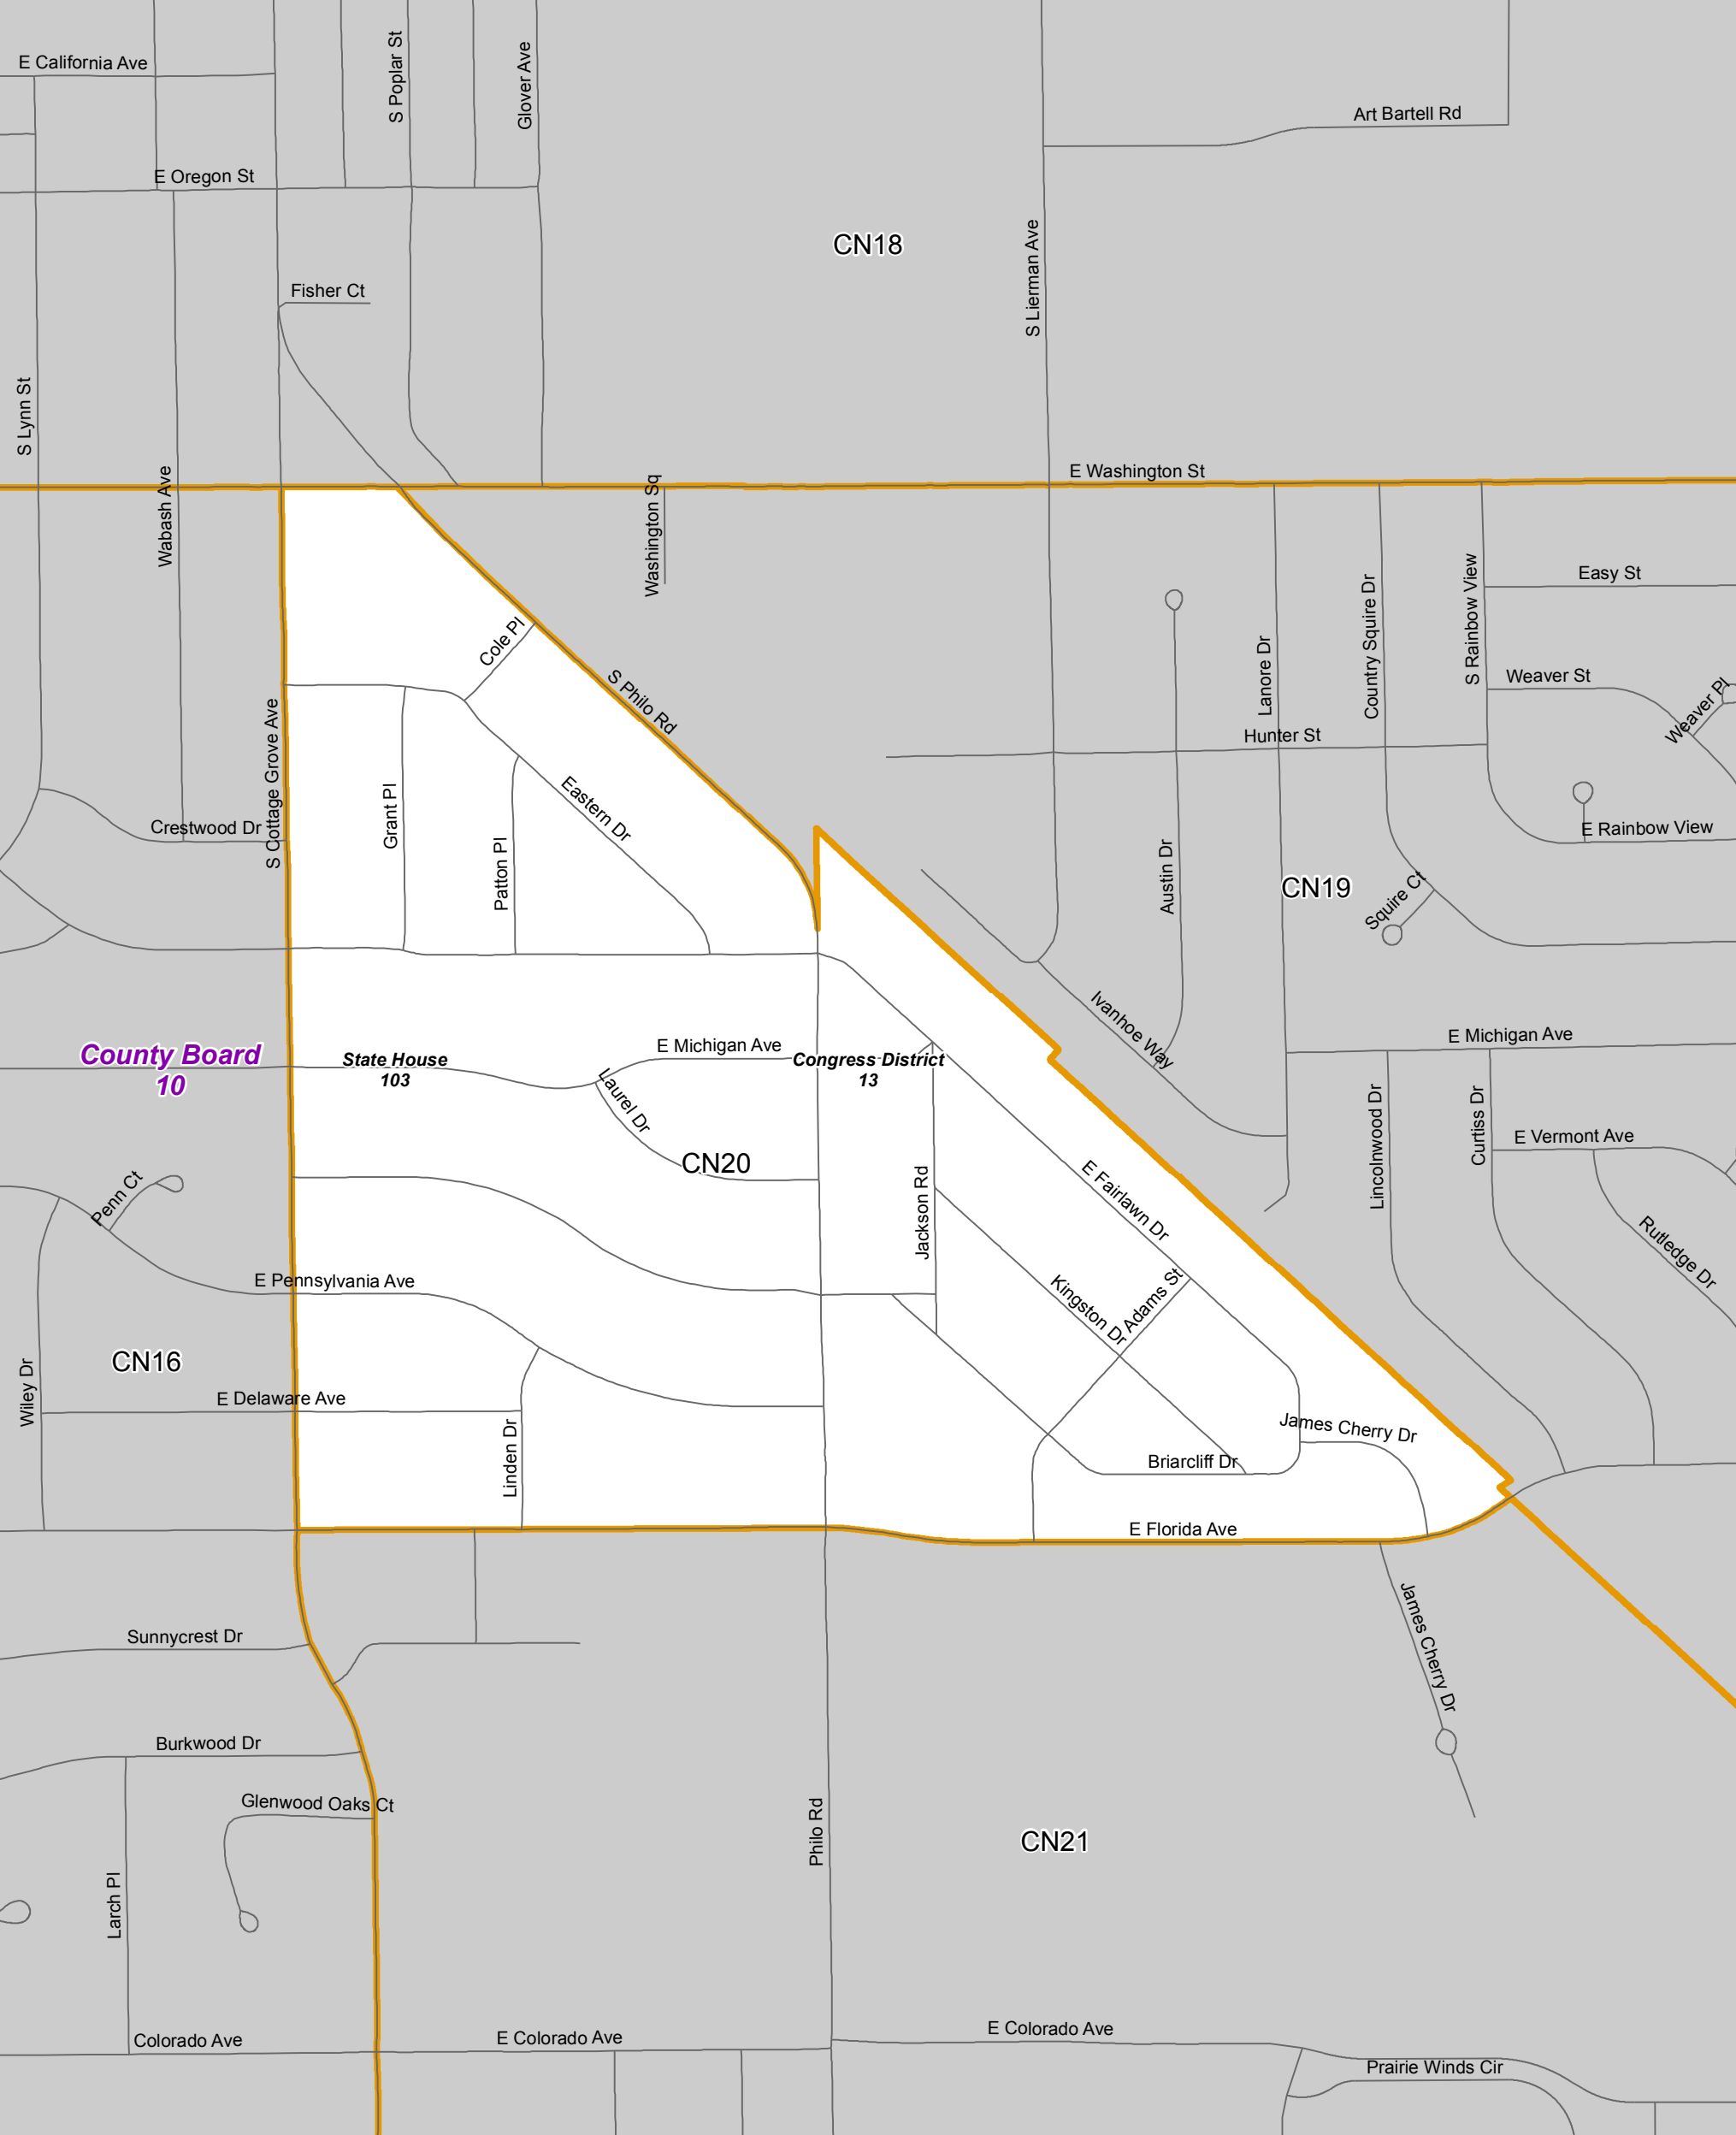 E California Ave
S Poplar St
Glover Ave
Art Bartell Rd
E Oregon St
CN18
S Lierman Ave
Fisher Ct
S Lynn St
E Washington St
Wabash Ave
Washington Sq
Easy St
S Rainbow View
Country Squire Dr
Lanore Dr
Cole Pl
S Philo Rd
Weaver St
Weaver Pl
Hunter St
S Cottage Grove Ave
Grant Pl
Eastern Dr
Patton Pl
Crestwood Dr
E Rainbow View
Austin Dr
CN19
Squire Ct
Ivanhoe Way
E Michigan Ave
County Board
10
State House
103
E Michigan Ave
Congress District
13
Laurel Dr
Lincolnwood Dr
Curtiss Dr
E Vermont Ave
CN20
Penn Ct
Jackson Rd
E Fairlawn Dr
Rutledge Dr
E Pennsylvania Ave
Kingston Dr
Adams St
CN16
Wiley Dr
E Delaware Ave
Linden Dr
James Cherry Dr
Briarcliff Dr
E Florida Ave
Sunnycrest Dr
James Cherry Dr
Burkwood Dr
Glenwood Oaks Ct
Philo Rd
CN21
Larch Pl
Colorado Ave
E Colorado Ave
E Colorado Ave
Prairie Winds Cir